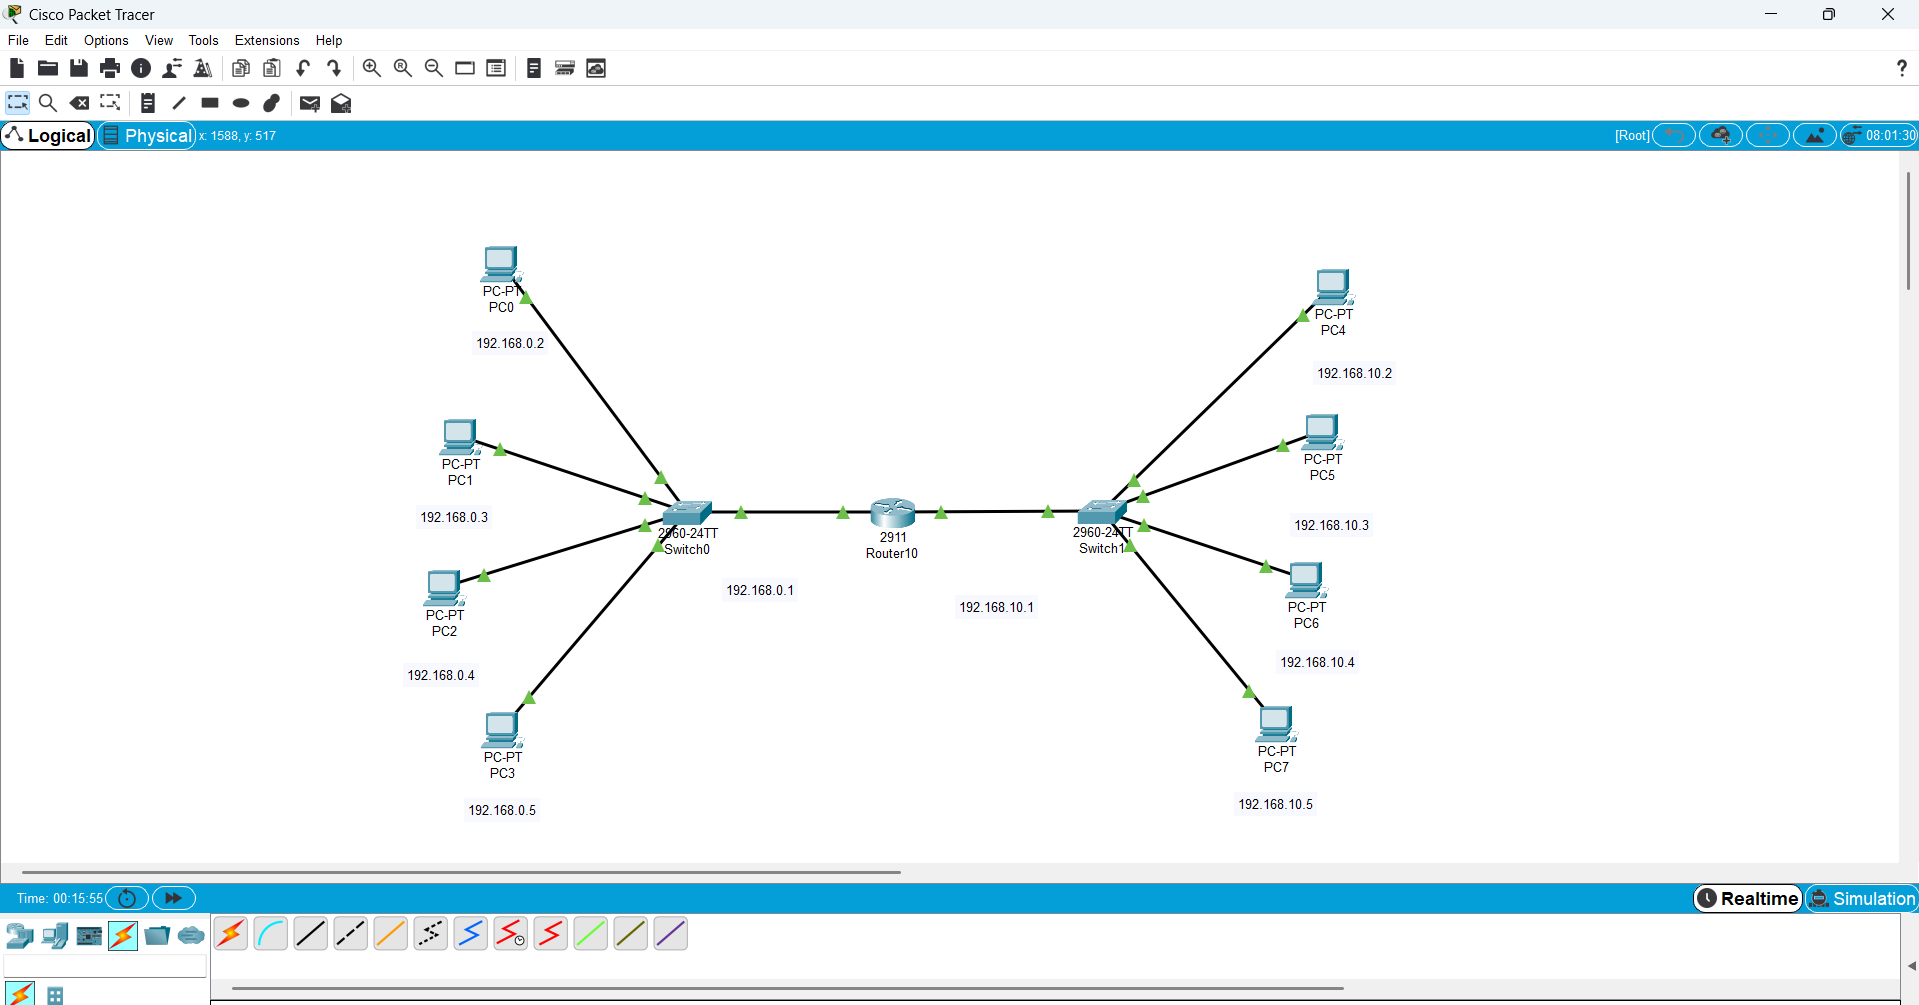 Cisco Packet Tracer
File Edit Options View Tools Extensions Help
?
Logical Physical x: 1588, y: 517 [Root] 08:01:30
PC-PT
PC0
192.168.0.2
PC-PT
PC4
192.168.10.2
PC-PT
PC1
192.168.0.3
PC-PT
PC5
192.168.10.3
2960-24TT
Switch0
2911
Router10
2960-24TT
Switch1
192.168.0.1
192.168.10.1
PC-PT
PC2
192.168.0.4
PC-PT
PC6
192.168.10.4
PC-PT
PC3
192.168.0.5
PC-PT
PC7
192.168.10.5
Time: 00:15:55 Realtime Simulation